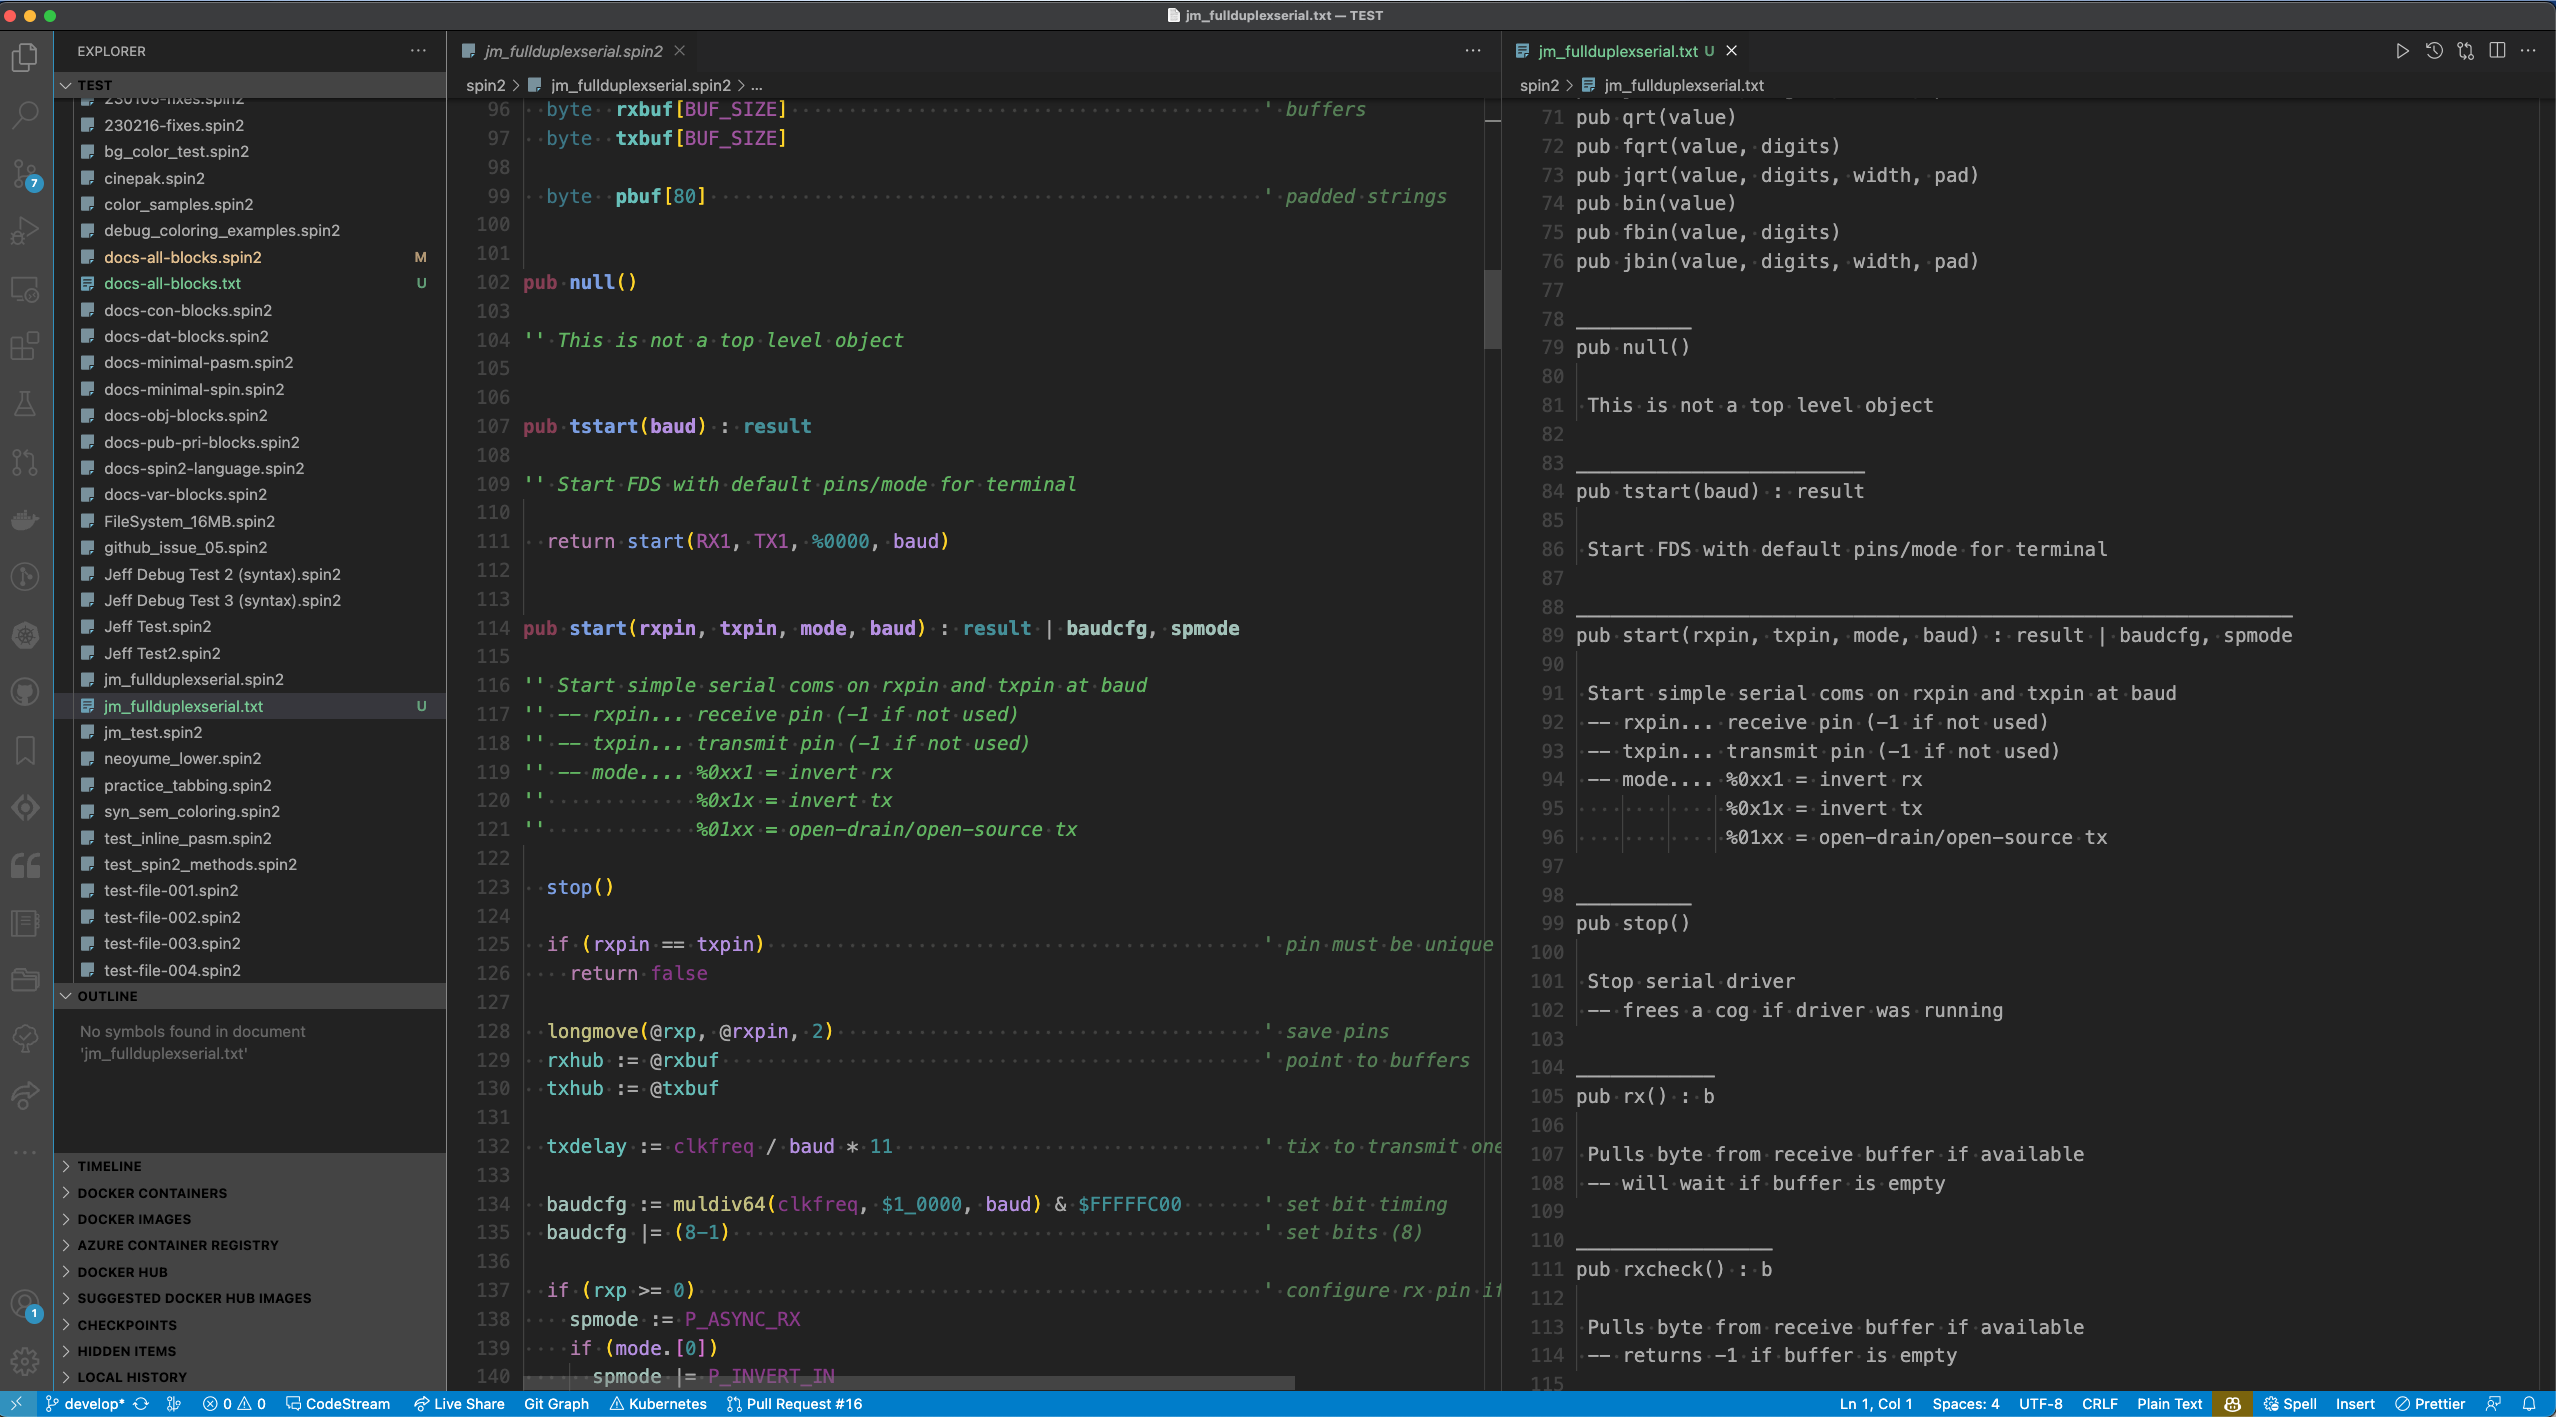 jm_fullduplexserial.txt — TEST
EXPLORER
TEST
230105-fixes.spin2
230216-fixes.spin2
bg_color_test.spin2
cinepak.spin2
color_samples.spin2
debug_coloring_examples.spin2
docs-all-blocks.spin2 M
docs-all-blocks.txt U
docs-con-blocks.spin2
docs-dat-blocks.spin2
docs-minimal-pasm.spin2
docs-minimal-spin.spin2
docs-obj-blocks.spin2
docs-pub-pri-blocks.spin2
docs-spin2-language.spin2
docs-var-blocks.spin2
FileSystem_16MB.spin2
github_issue_05.spin2
Jeff Debug Test 2 (syntax).spin2
Jeff Debug Test 3 (syntax).spin2
Jeff Test.spin2
Jeff Test2.spin2
jm_fullduplexserial.spin2
jm_fullduplexserial.txt U
jm_test.spin2
neoyume_lower.spin2
practice_tabbing.spin2
syn_sem_coloring.spin2
test_inline_pasm.spin2
test_spin2_methods.spin2
test-file-001.spin2
test-file-002.spin2
test-file-003.spin2
test-file-004.spin2
OUTLINE
No symbols found in document
'jm_fullduplexserial.txt'
TIMELINE
DOCKER CONTAINERS
DOCKER IMAGES
AZURE CONTAINER REGISTRY
DOCKER HUB
SUGGESTED DOCKER HUB IMAGES
CHECKPOINTS
HIDDEN ITEMS
LOCAL HISTORY
7
1
jm_fullduplexserial.spin2
spin2 > jm_fullduplexserial.spin2 > ...
96 byte rxbuf[BUF_SIZE] ' buffers
97 byte txbuf[BUF_SIZE]
98
99 byte pbuf[80] ' padded strings
100
101
102 pub null()
103
104 '' This is not a top level object
105
106
107 pub tstart(baud) : result
108
109 '' Start FDS with default pins/mode for terminal
110
111 return start(RX1, TX1, %0000, baud)
112
113
114 pub start(rxpin, txpin, mode, baud) : result | baudcfg, spmode
115
116 '' Start simple serial coms on rxpin and txpin at baud
117 '' -- rxpin... receive pin (-1 if not used)
118 '' -- txpin... transmit pin (-1 if not used)
119 '' -- mode.... %0xx1 = invert rx
120 '' %0x1x = invert tx
121 '' %01xx = open-drain/open-source tx
122
123 stop()
124
125 if (rxpin == txpin) ' pin must be unique
126 return false
127
128 longmove(@rxp, @rxpin, 2) ' save pins
129 rxhub := @rxbuf ' point to buffers
130 txhub := @txbuf
131
132 txdelay := clkfreq / baud * 11 ' tix to transmit one
133
134 baudcfg := muldiv64(clkfreq, $1_0000, baud) & $FFFFFC00 ' set bit timing
135 baudcfg |= (8-1) ' set bits (8)
136
137 if (rxp >= 0) ' configure rx pin if
138 spmode := P_ASYNC_RX
139 if (mode.[0])
140 spmode |= P_INVERT_IN
jm_fullduplexserial.txt U
spin2 > jm_fullduplexserial.txt
71 pub qrt(value)
72 pub fqrt(value, digits)
73 pub jqrt(value, digits, width, pad)
74 pub bin(value)
75 pub fbin(value, digits)
76 pub jbin(value, digits, width, pad)
77
78 __________
79 pub null()
80
81 This is not a top level object
82
83 _________________________
84 pub tstart(baud) : result
85
86 Start FDS with default pins/mode for terminal
87
88 ______________________________________________________________
89 pub start(rxpin, txpin, mode, baud) : result | baudcfg, spmode
90
91 Start simple serial coms on rxpin and txpin at baud
92 -- rxpin... receive pin (-1 if not used)
93 -- txpin... transmit pin (-1 if not used)
94 -- mode.... %0xx1 = invert rx
95 %0x1x = invert tx
96 %01xx = open-drain/open-source tx
97
98 __________
99 pub stop()
100
101 Stop serial driver
102 -- frees a cog if driver was running
103
104 ____________
105 pub rx() : b
106
107 Pulls byte from receive buffer if available
108 -- will wait if buffer is empty
109
110 _________________
111 pub rxcheck() : b
112
113 Pulls byte from receive buffer if available
114 -- returns -1 if buffer is empty
115
develop* 0 0 CodeStream Live Share Git Graph Kubernetes Pull Request #16 Ln 1, Col 1 Spaces: 4 UTF-8 CRLF Plain Text Spell Insert Prettier